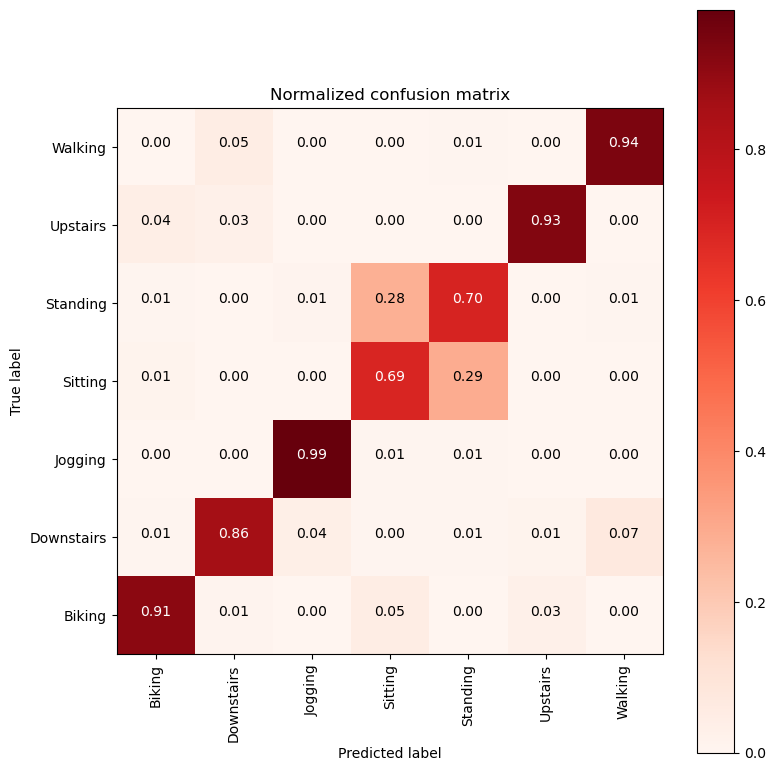 Normalized confusion matrix
Walking 0.00 0.05 0.00 0.00 0.01 0.00 0.94
Upstairs 0.04 0.03 0.00 0.00 0.00 0.93 0.00
Standing 0.01 0.00 0.01 0.28 0.70 0.00 0.01
Sitting 0.01 0.00 0.00 0.69 0.29 0.00 0.00
Jogging 0.00 0.00 0.99 0.01 0.01 0.00 0.00
Downstairs 0.01 0.86 0.04 0.00 0.01 0.01 0.07
Biking 0.91 0.01 0.00 0.05 0.00 0.03 0.00
True label
Biking Downstairs Jogging Sitting Standing Upstairs Walking
Predicted label
0.8
0.6
0.4
0.2
0.0